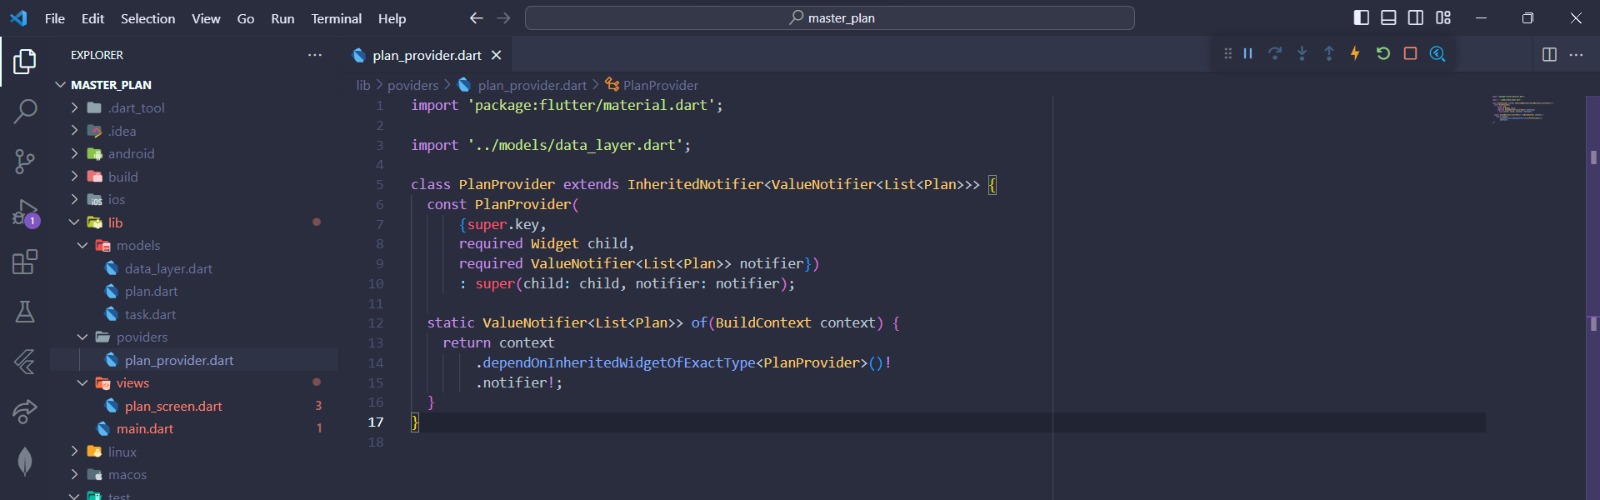 File Edit Selection View Go Run Terminal Help
master_plan
EXPLORER
MASTER_PLAN
.dart_tool
.idea
android
build
ios
lib
models
data_layer.dart
plan.dart
task.dart
poviders
plan_provider.dart
views
plan_screen.dart 3
main.dart 1
linux
macos
test
1
plan_provider.dart
lib > poviders > plan_provider.dart > PlanProvider
1 import 'package:flutter/material.dart';
2
3 import '../models/data_layer.dart';
4
5 class PlanProvider extends InheritedNotifier<ValueNotifier<List<Plan>>> {
6 const PlanProvider(
7 {super.key,
8 required Widget child,
9 required ValueNotifier<List<Plan>> notifier})
10 : super(child: child, notifier: notifier);
11
12 static ValueNotifier<List<Plan>> of(BuildContext context) {
13 return context
14 .dependOnInheritedWidgetOfExactType<PlanProvider>()!
15 .notifier!;
16 }
17 }
18